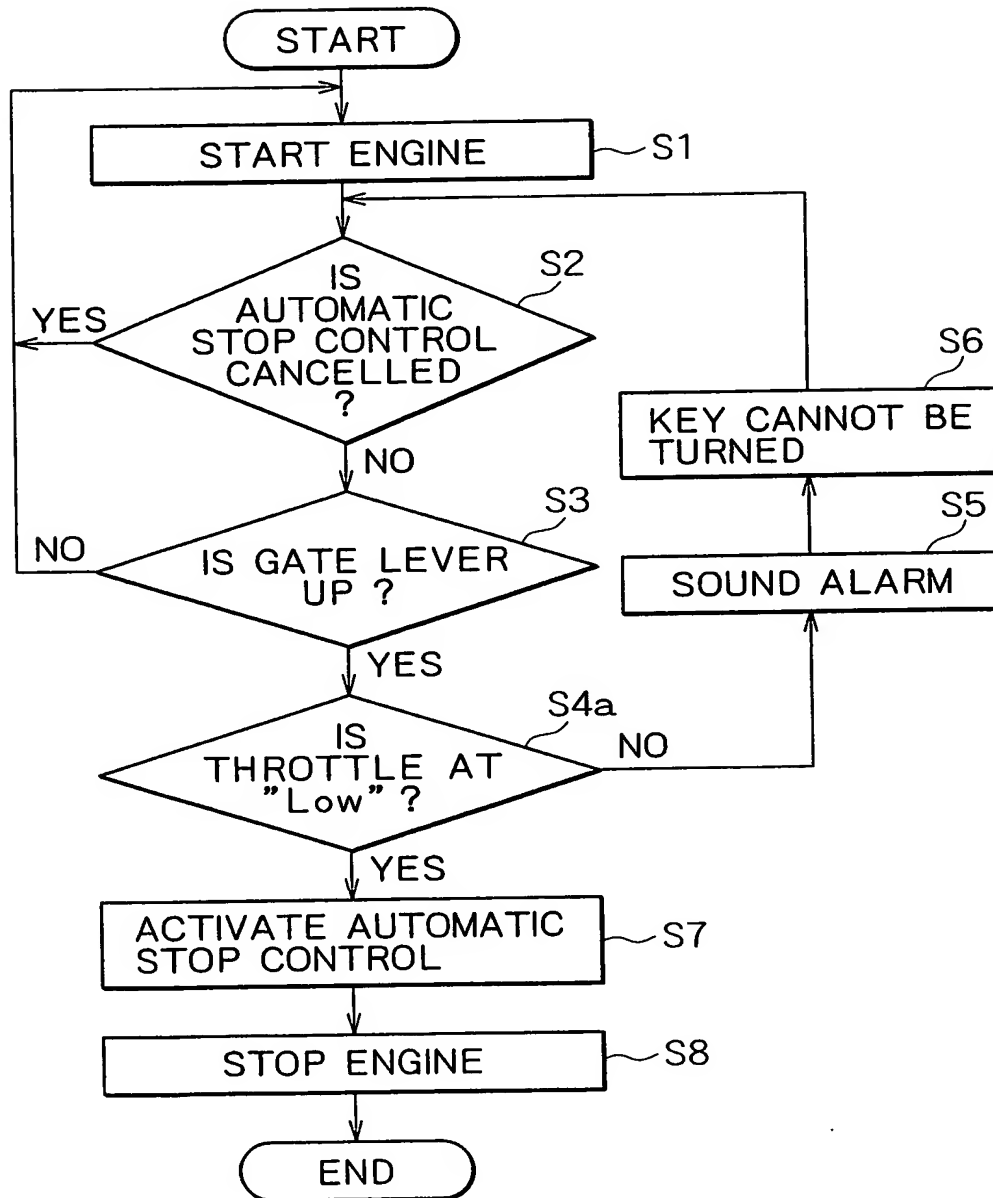 START
START ENGINE
S1
IS
AUTOMATIC
STOP CONTROL
CANCELLED
?
S2
YES
NO
S6
KEY CANNOT BE
TURNED
IS GATE LEVER
UP ?
S3
NO
YES
S5
SOUND ALARM
IS
THROTTLE AT
"Low" ?
S4a
NO
YES
ACTIVATE AUTOMATIC
STOP CONTROL
S7
STOP ENGINE
S8
END